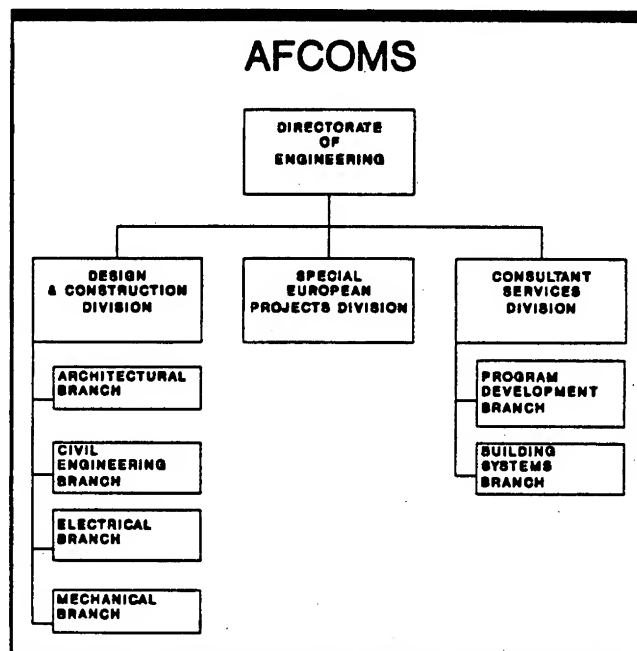 AFCOMS
DIRECTORATE
OF
ENGINEERING
DESIGN
& CONSTRUCTION
DIVISION
SPECIAL
EUROPEAN
PROJECTS DIVISION
CONSULTANT
SERVICES
DIVISION
ARCHITECTURAL
BRANCH
CIVIL
ENGINEERING
BRANCH
ELECTRICAL
BRANCH
MECHANICAL
BRANCH
PROGRAM
DEVELOPMENT
BRANCH
BUILDING
SYSTEMS
BRANCH